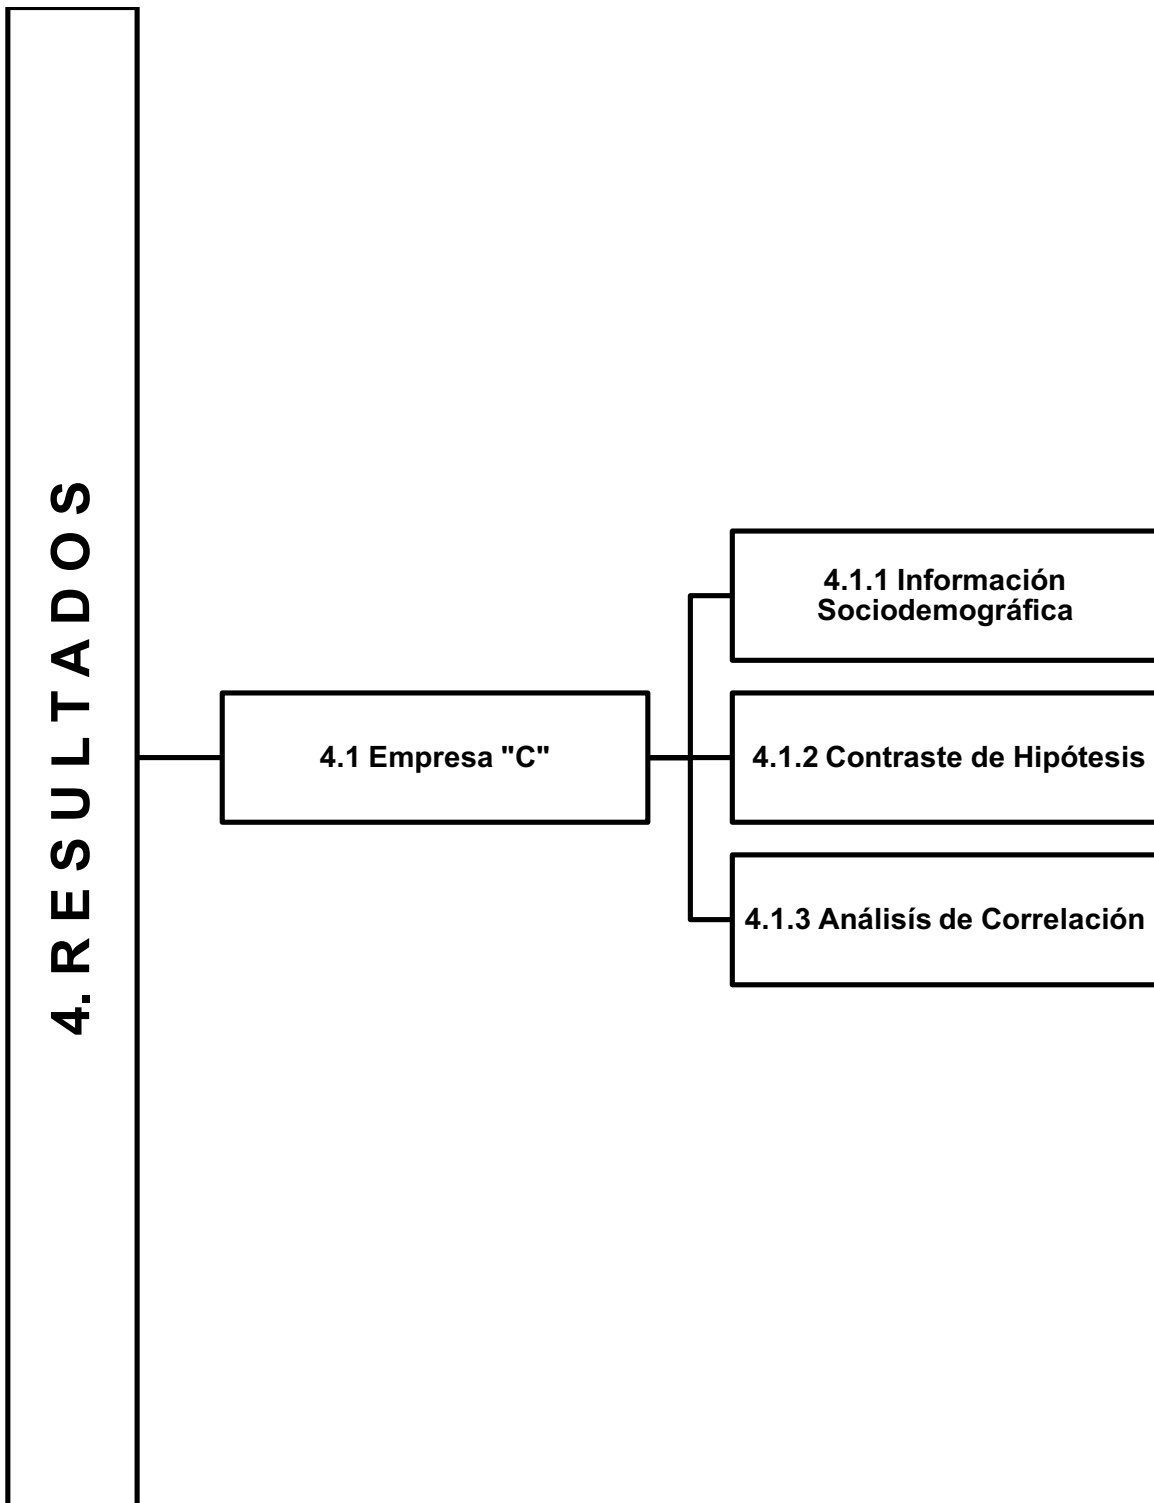 4. R E S U L T A D O S
4.1 Empresa "C"
4.1.1 Información
Sociodemográfica
4.1.2 Contraste de Hipótesis
4.1.3 Análisís de Correlación